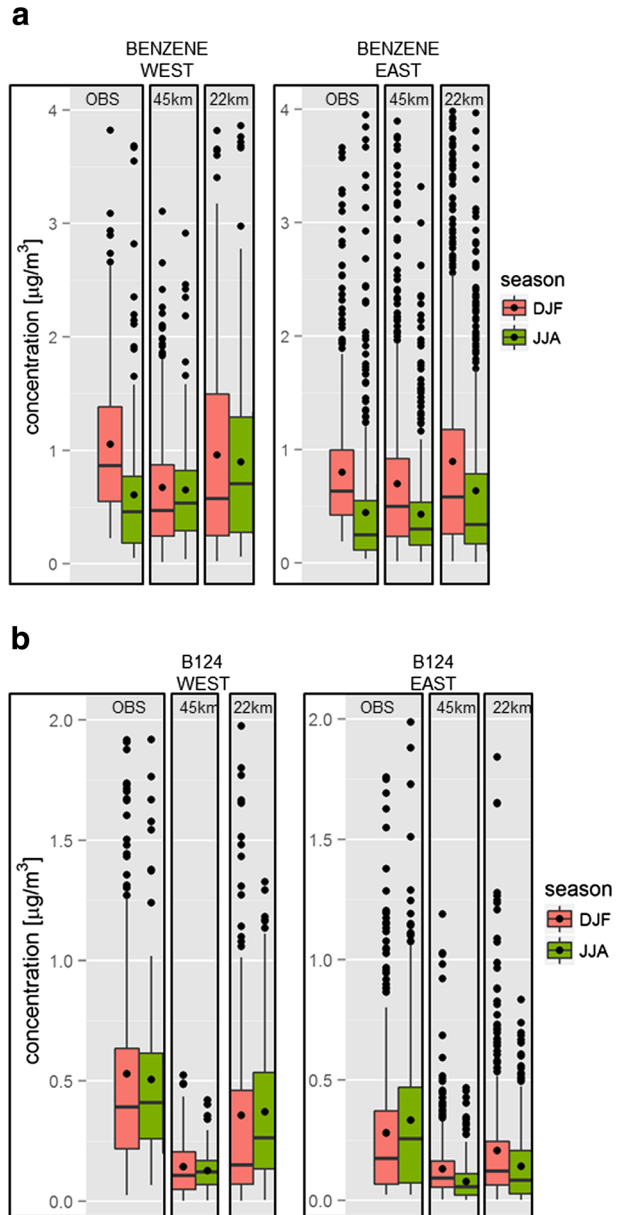 a
BENZENE
WEST
BENZENE
EAST
OBS
45km
22km
OBS
45km
22km
concentration [µg/m³]
4
3
2
1
0
4
3
2
1
0
season
DJF
JJA
b
B124
WEST
B124
EAST
OBS
45km
22km
OBS
45km
22km
concentration [µg/m³]
2.0
1.5
1.0
0.5
0.0
2.0
1.5
1.0
0.5
0.0
season
DJF
JJA